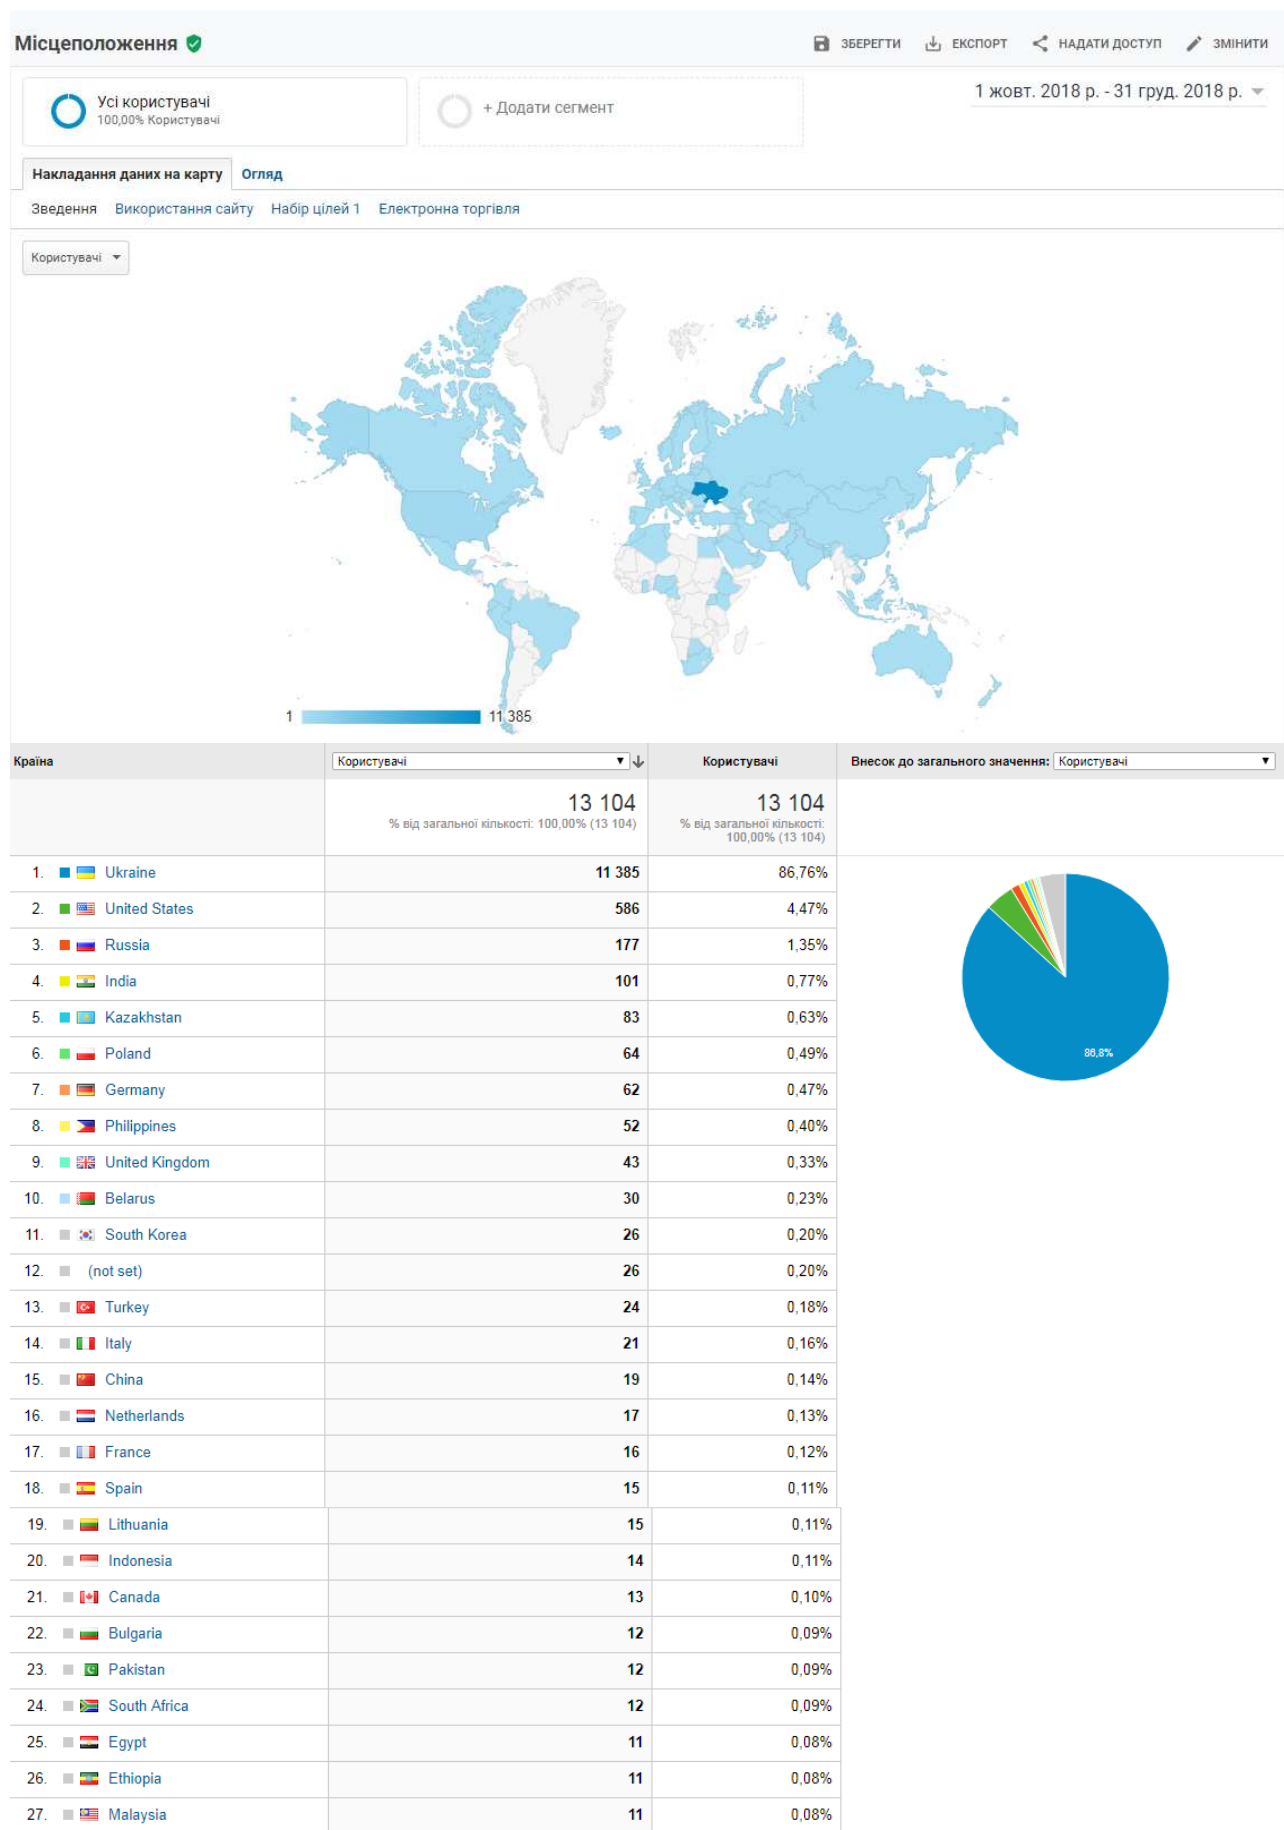 Місцеположення
ЗБЕРЕГТИ ЕКСПОРТ НАДАТИ ДОСТУП ЗМІНИТИ
Усі користувачі
100,00% Користувачі
+ Додати сегмент
1 жовт. 2018 р. - 31 груд. 2018 р.
Накладання даних на карту Огляд
Зведення Використання сайту Набір цілей 1 Електронна торгівля
Користувачі
1 11 385
Країна Користувачі Користувачі Внесок до загального значення: Користувачі
13 104 13 104
% від загальної кількості: 100,00% (13 104) % від загальної кількості:
100,00% (13 104)
1. Ukraine 11 385 86,76%
2. United States 586 4,47%
3. Russia 177 1,35%
4. India 101 0,77%
5. Kazakhstan 83 0,63%
6. Poland 64 0,49%
86,8%
7. Germany 62 0,47%
8. Philippines 52 0,40%
9. United Kingdom 43 0,33%
10. Belarus 30 0,23%
11. South Korea 26 0,20%
12. (not set) 26 0,20%
13. Turkey 24 0,18%
14. Italy 21 0,16%
15. China 19 0,14%
16. Netherlands 17 0,13%
17. France 16 0,12%
18. Spain 15 0,11%
19. Lithuania 15 0,11%
20. Indonesia 14 0,11%
21. Canada 13 0,10%
22. Bulgaria 12 0,09%
23. Pakistan 12 0,09%
24. South Africa 12 0,09%
25. Egypt 11 0,08%
26. Ethiopia 11 0,08%
27. Malaysia 11 0,08%